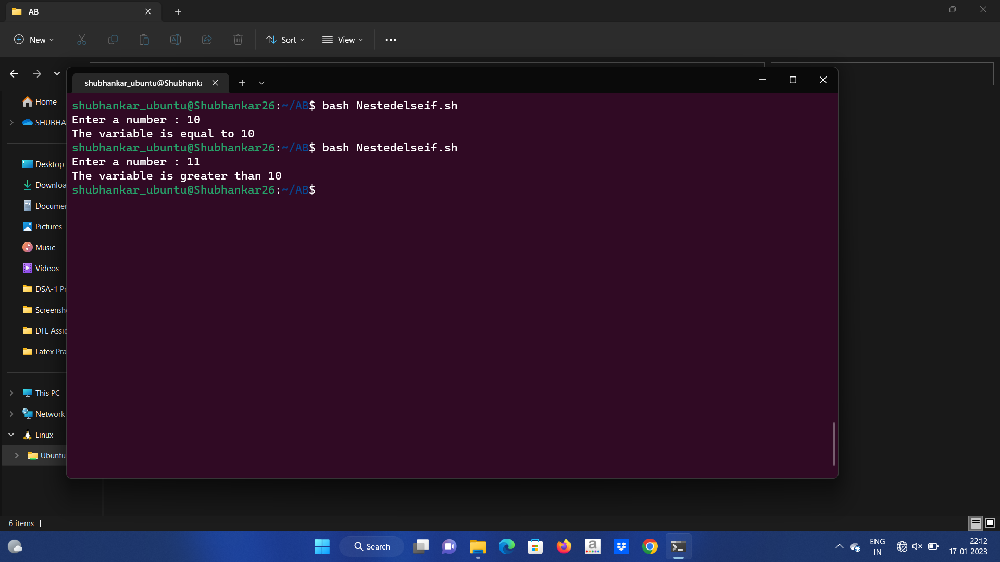 AB
New
Sort
View
shubhankar_ubuntu@Shubhanka
Home
SHUBHA
Desktop
Downloa
Documen
Pictures
Music
Videos
DSA-1 Pr
Screensh
DTL Assig
Latex Pra
This PC
Network
Linux
Ubuntu
shubhankar_ubuntu@Shubhankar26:~/AB$ bash Nestedelseif.sh
Enter a number : 10
The variable is equal to 10
shubhankar_ubuntu@Shubhankar26:~/AB$ bash Nestedelseif.sh
Enter a number : 11
The variable is greater than 10
shubhankar_ubuntu@Shubhankar26:~/AB$
6 items
Search
ENG
IN
22:12
17-01-2023